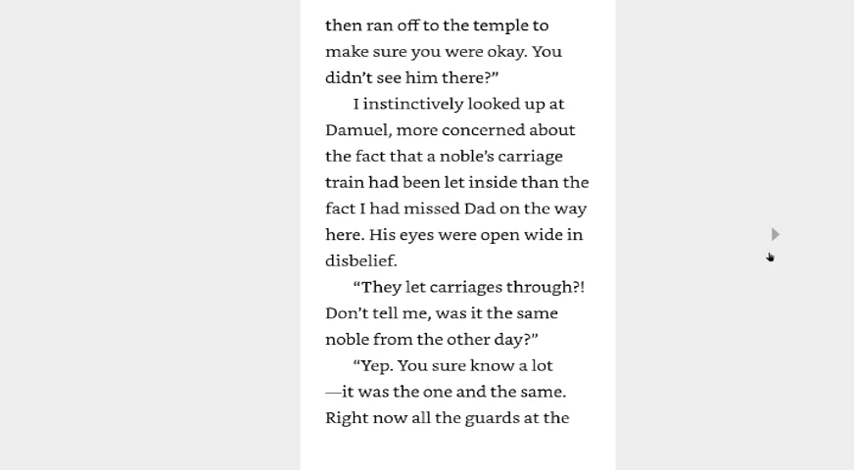 then ran off to the temple to
make sure you were okay. You
didn’t see him there?”
I instinctively looked up at
Damuel, more concerned about
the fact that a noble’s carriage
train had been let inside than the
fact I had missed Dad on the way
here. His eyes were open wide in
disbelief.
“They let carriages through?!
Don’t tell me, was it the same
noble from the other day?”
“Yep. You sure know a lot
—it was the one and the same.
Right now all the guards at the